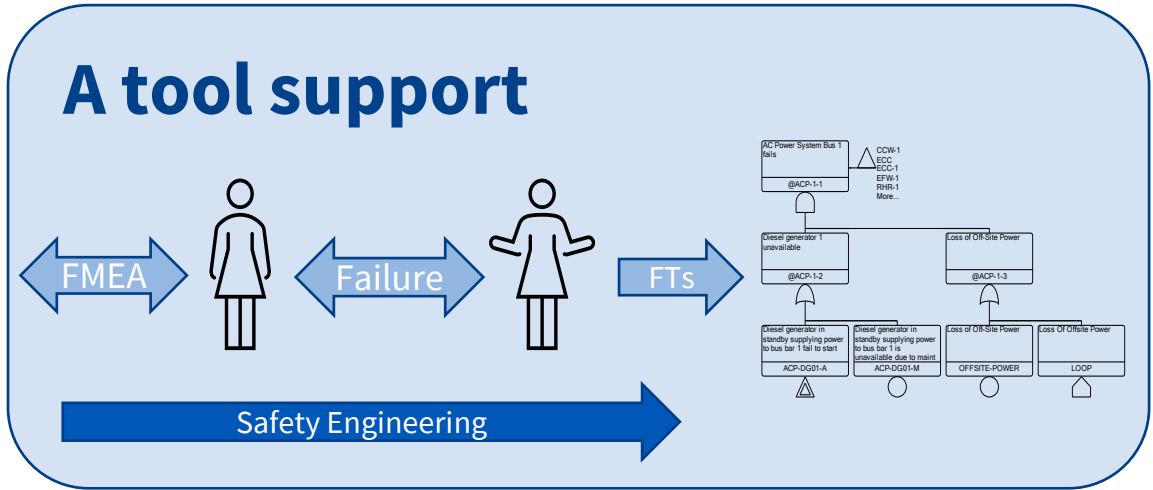 A tool support
FMEA
Failure
FTs
Safety Engineering
AC Power System Bus 1
fails
@ACP-1-1
CCW-1
ECC
ECC-1
EFW-1
RHR-1
More...
Diesel generator 1
unavailable
@ACP-1-2
Loss of Off-Site Power
@ACP-1-3
Diesel generator in
standby supplying power
to bus bar 1 fail to start
ACP-DG01-A
Diesel generator in
standby supplying power
to bus bar 1 is
unavailable due to maint
ACP-DG01-M
Loss of Off-Site Power
OFFSITE-POWER
Loss Of Offsite Power
LOOP